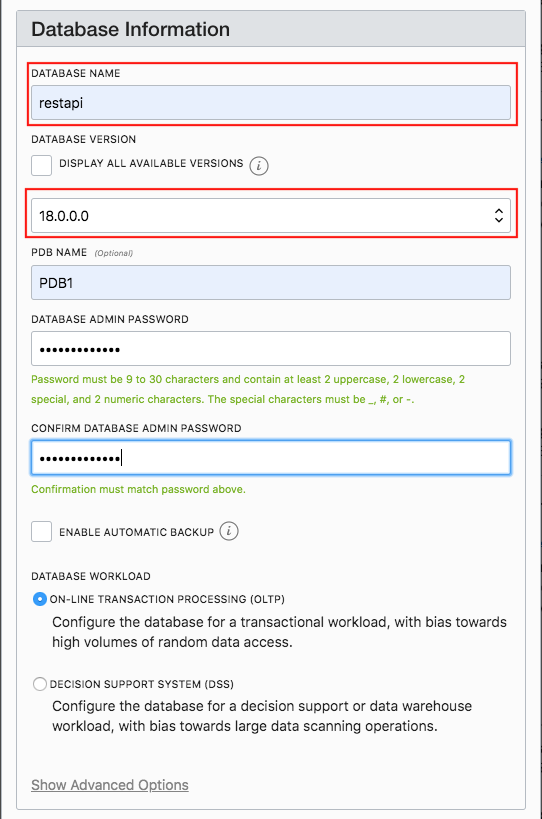 Database Information
DATABASE NAME
restapi
DATABASE VERSION
DISPLAY ALL AVAILABLE VERSIONS i
18.0.0.0
PDB NAME (Optional)
PDB1
DATABASE ADMIN PASSWORD
•••••••••••••
Password must be 9 to 30 characters and contain at least 2 uppercase, 2 lowercase, 2
special, and 2 numeric characters. The special characters must be _, #, or -.
CONFIRM DATABASE ADMIN PASSWORD
•••••••••••••
Confirmation must match password above.
ENABLE AUTOMATIC BACKUP i
DATABASE WORKLOAD
ON-LINE TRANSACTION PROCESSING (OLTP)
Configure the database for a transactional workload, with bias towards
high volumes of random data access.
DECISION SUPPORT SYSTEM (DSS)
Configure the database for a decision support or data warehouse
workload, with bias towards large data scanning operations.
Show Advanced Options